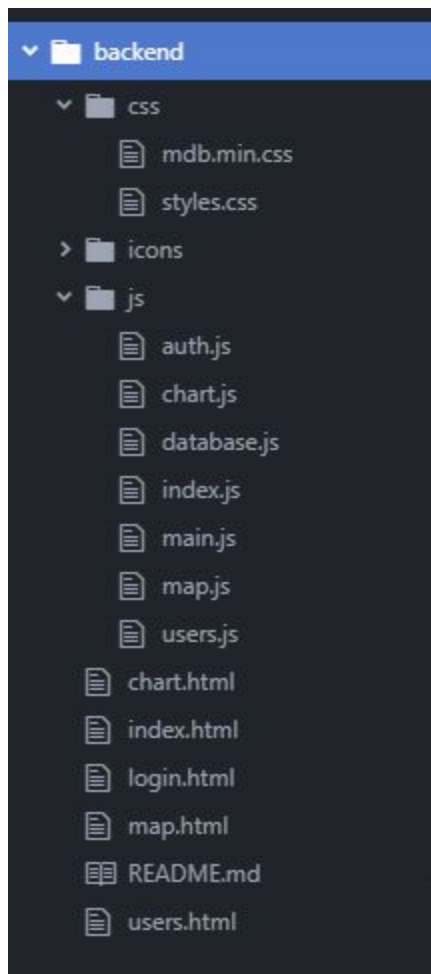 backend
css
mdb.min.css
styles.css
icons
js
auth.js
chart.js
database.js
index.js
main.js
map.js
users.js
chart.html
index.html
login.html
map.html
README.md
users.html